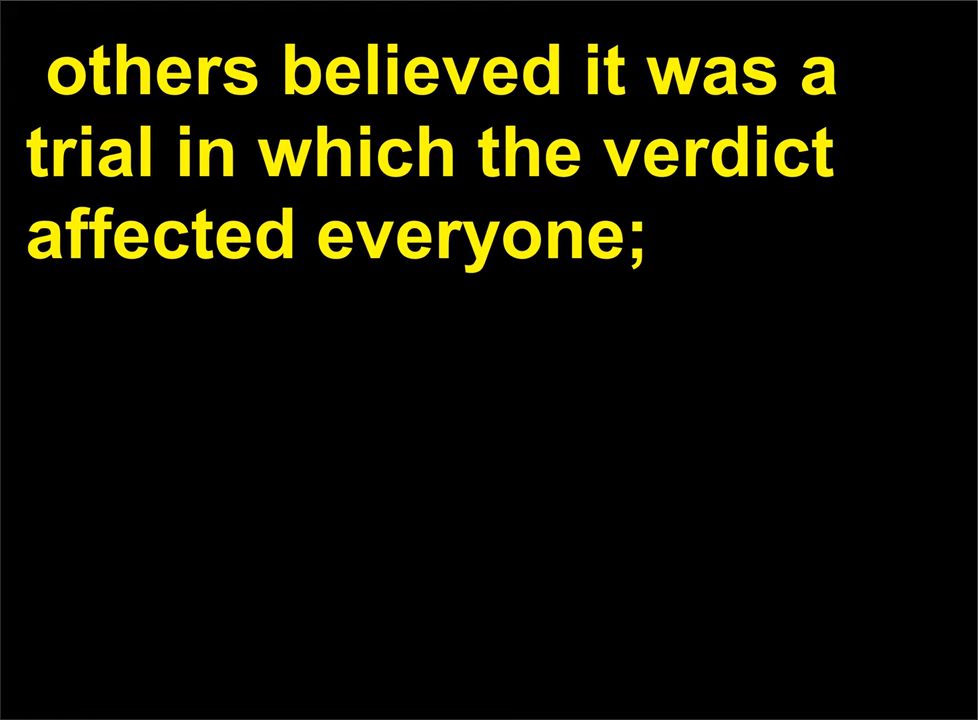 others believed it was a
trial in which the verdict
affected everyone;